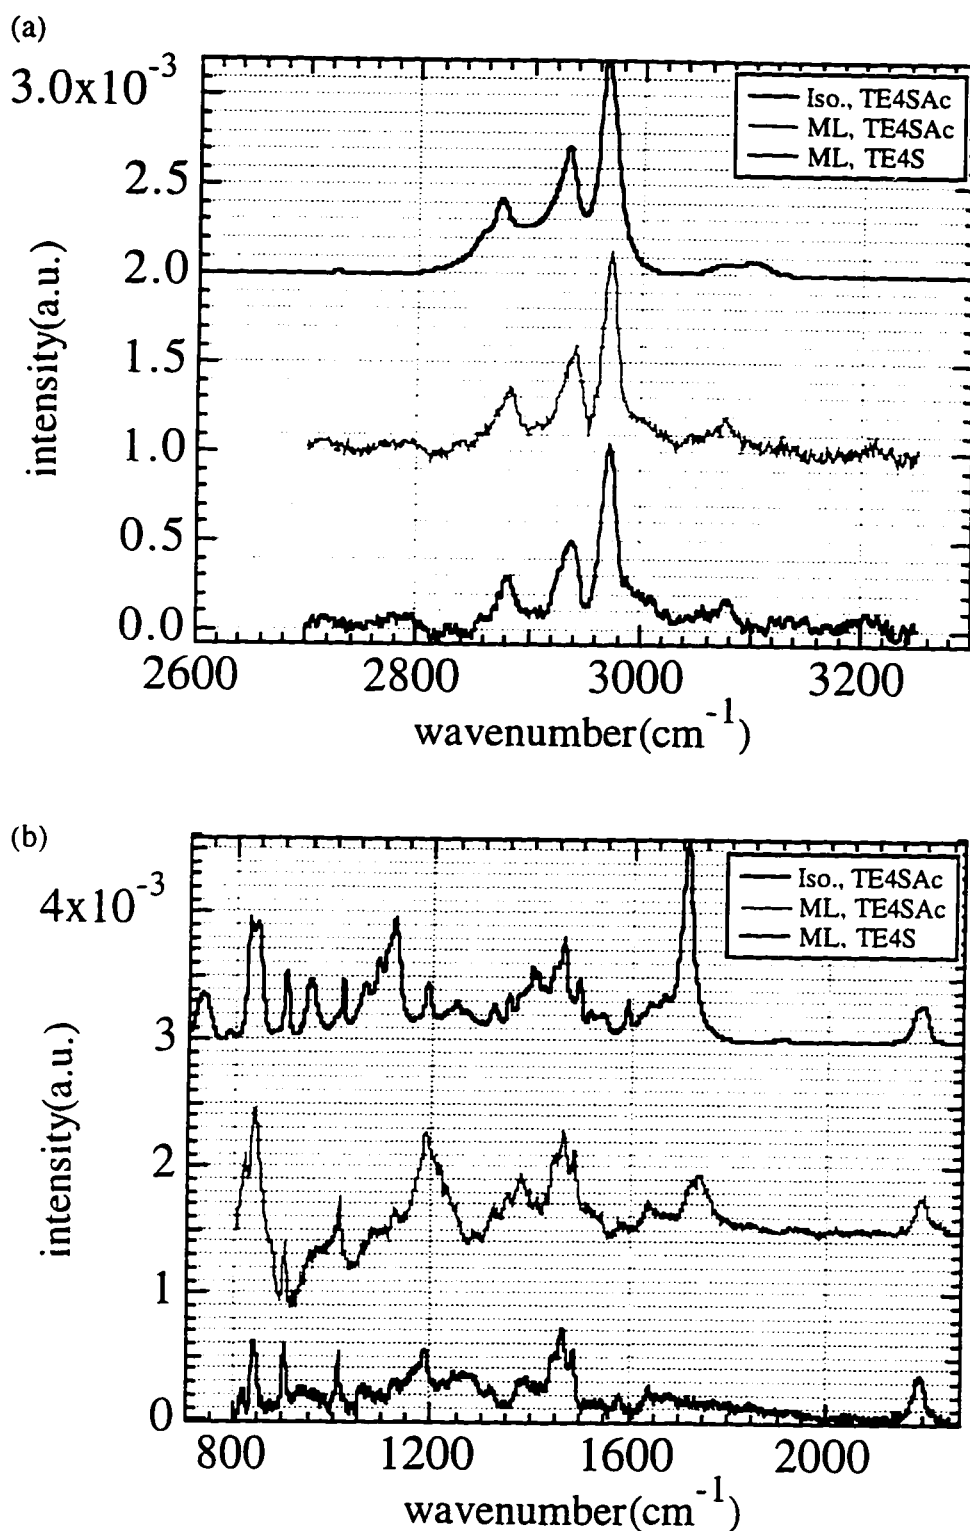 (a)
3.0x10-3
2.5
2.0
1.5
1.0
0.5
0.0
intensity(a.u.)
Iso., TE4SAc
ML, TE4SAc
ML, TE4S
2600 2800 3000 3200
wavenumber(cm-1)
(b)
4x10-3
3
2
1
0
intensity(a.u.)
Iso., TE4SAc
ML, TE4SAc
ML, TE4S
800 1200 1600 2000
wavenumber(cm-1)